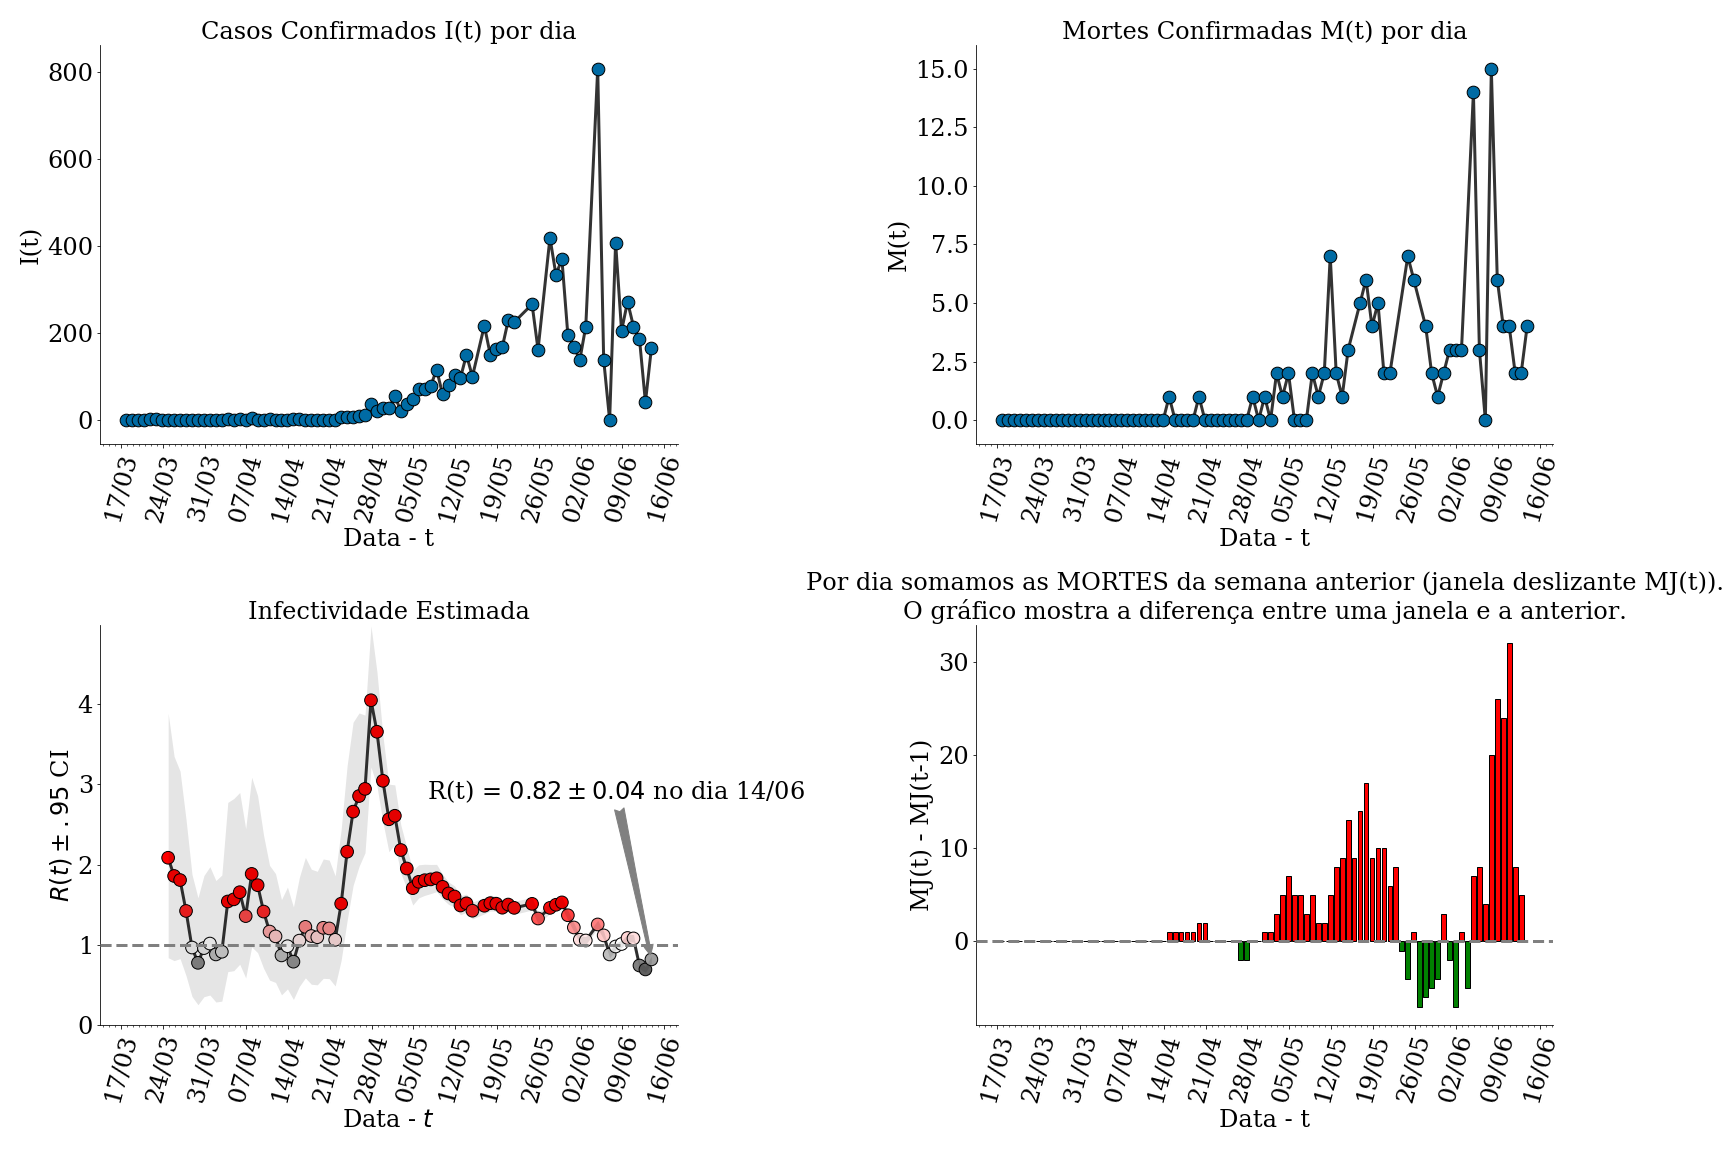 Casos Confirmados I(t) por dia
I(t)
800
600
400
200
0
17/03 24/03 31/03 07/04 14/04 21/04 28/04 05/05 12/05 19/05 26/05 02/06 09/06 16/06
Data - t
Mortes Confirmadas M(t) por dia
M(t)
15.0
12.5
10.0
7.5
5.0
2.5
0.0
17/03 24/03 31/03 07/04 14/04 21/04 28/04 05/05 12/05 19/05 26/05 02/06 09/06 16/06
Data - t
Infectividade Estimada
R(t) ± .95 CI
4
3
2
1
0
R(t) = 0.82 ± 0.04 no dia 14/06
17/03 24/03 31/03 07/04 14/04 21/04 28/04 05/05 12/05 19/05 26/05 02/06 09/06 16/06
Data - t
Por dia somamos as MORTES da semana anterior (janela deslizante MJ(t)).
O gráfico mostra a diferença entre uma janela e a anterior.
MJ(t) - MJ(t-1)
30
20
10
0
17/03 24/03 31/03 07/04 14/04 21/04 28/04 05/05 12/05 19/05 26/05 02/06 09/06 16/06
Data - t